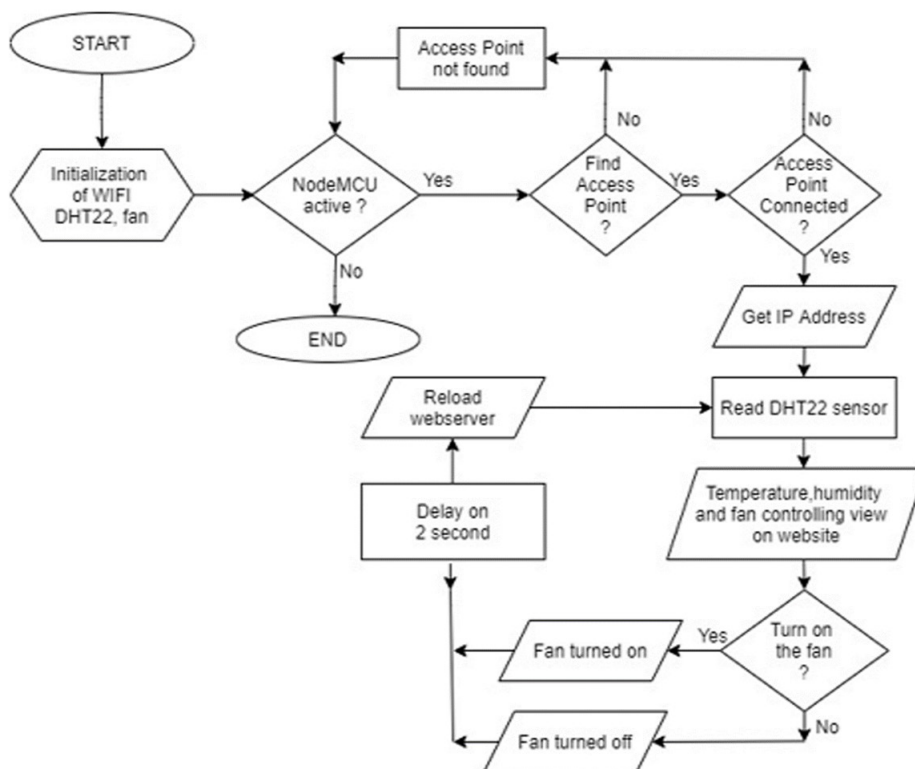 START
Access Point
not found
No
No
Initialization
of WIFI
DHT22, fan
NodeMCU
active ?
Yes
Find
Access
Point
?
Yes
Access
Point
Connected
?
No
Yes
END
Get IP Address
Reload
webserver
Read DHT22 sensor
Delay on
2 second
Temperature,humidity
and fan controlling view
on website
Fan turned on
Yes
Turn on
the fan
?
No
Fan turned off